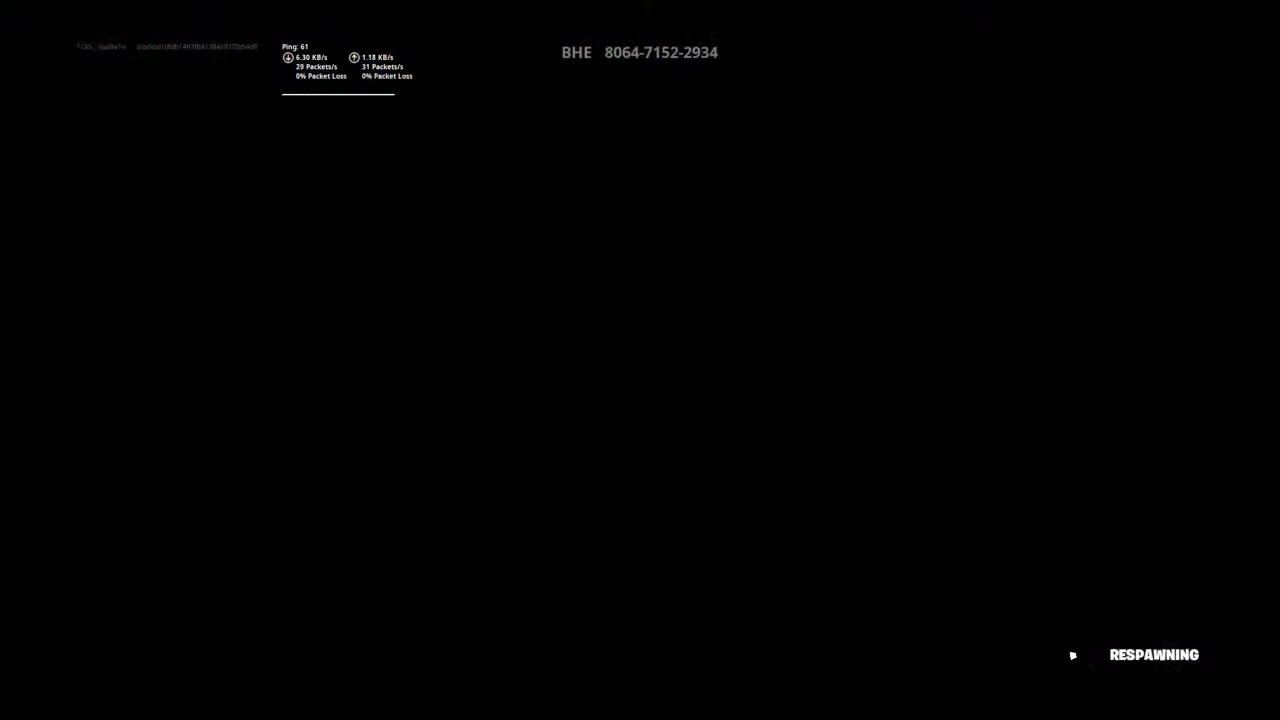 Ping: 61
6.30 KB/s 1.18 KB/s
29 Packets/s 31 Packets/s
0% Packet Loss 0% Packet Loss
BHE 8064-7152-2934
RESPAWNING